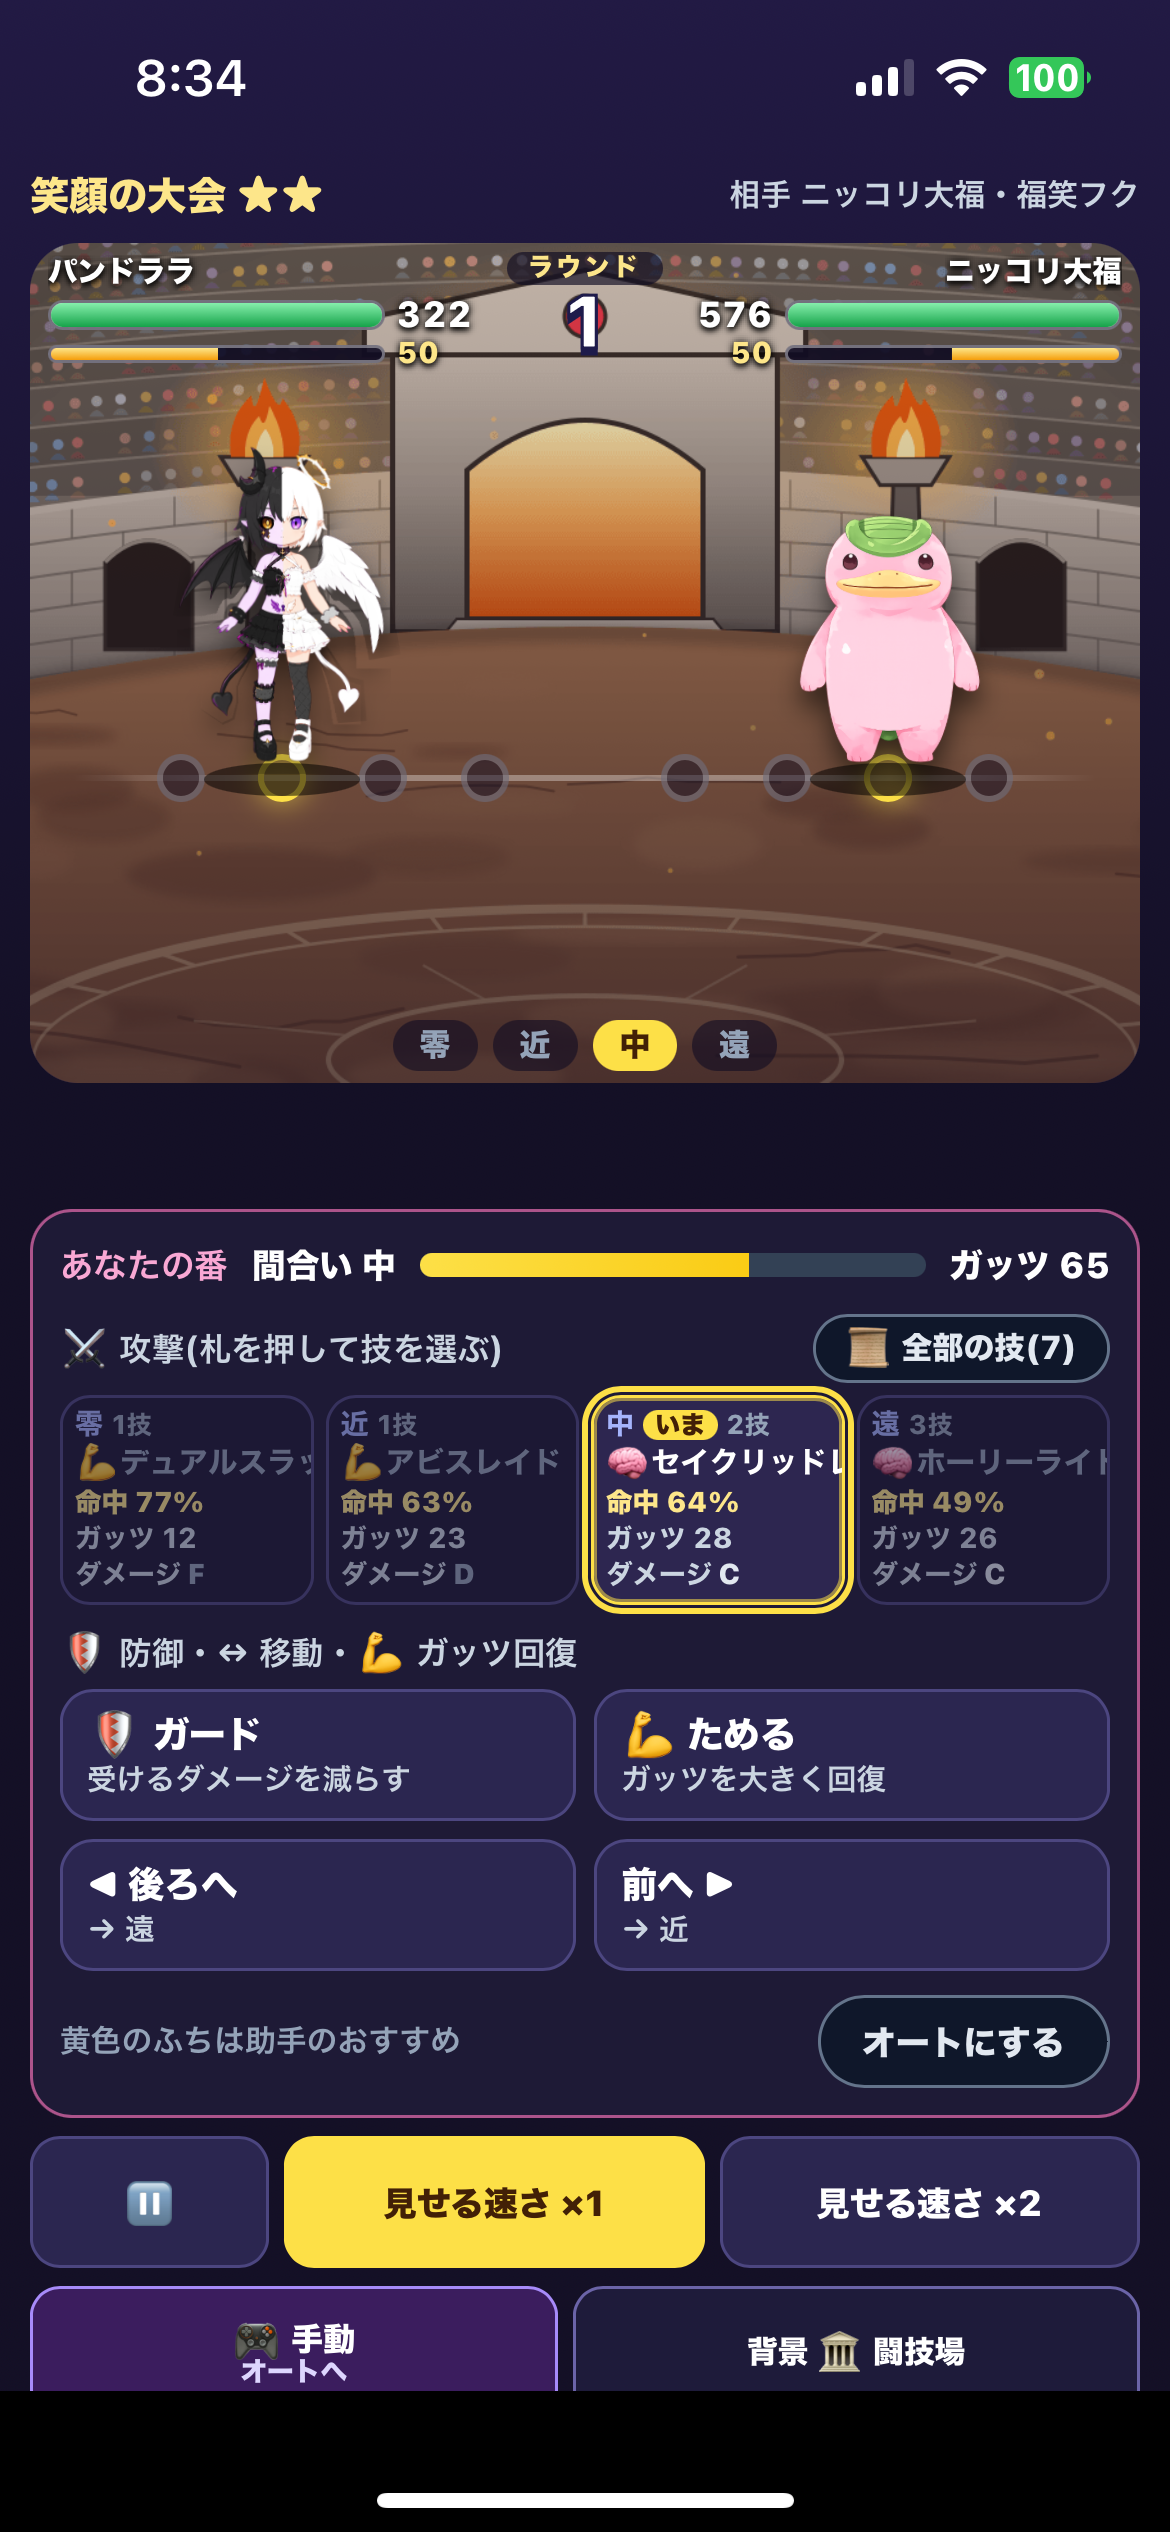 8:34
100
笑顔の大会 ★★
相手 ニッコリ大福・福笑フク
パンドララ
ラウンド
ニッコリ大福
322
1
576
50
50
零 近 中 遠
あなたの番 間合い 中 ガッツ 65
攻撃(札を押して技を選ぶ)
全部の技(7)
零 1技
デュアルスラッ
命中 77%
ガッツ 12
ダメージ F
近 1技
アビスレイド
命中 63%
ガッツ 23
ダメージ D
中 いま 2技
セイクリッドレ
命中 64%
ガッツ 28
ダメージ C
遠 3技
ホーリーライト
命中 49%
ガッツ 26
ダメージ C
防御・↔ 移動・ ガッツ回復
ガード
受けるダメージを減らす
ためる
ガッツを大きく回復
◀ 後ろへ
→ 遠
前へ ▶
→ 近
黄色のふちは助手のおすすめ
オートにする
見せる速さ ×1
見せる速さ ×2
手動
オートへ
背景 闘技場